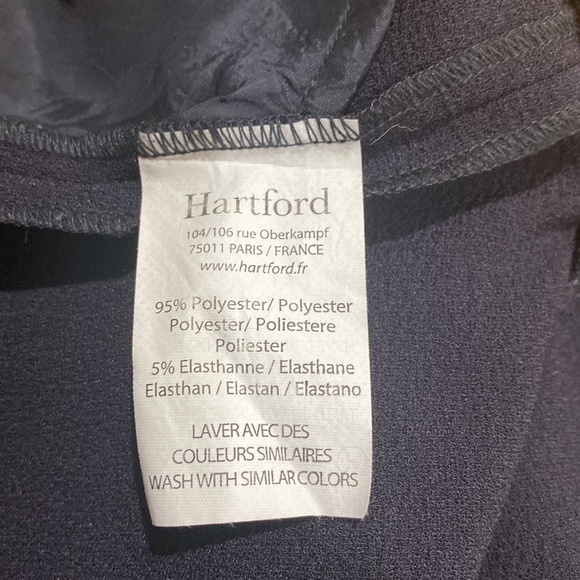 Hartford
104/106 rue Oberkampf
75011 PARIS / FRANCE
www.hartford.fr
95% Polyester/ Polyester
Polyester/ Poliestere
Poliester
5% Elasthanne / Elasthane
Elasthan / Elastan / Elastano
LAVER AVEC DES
COULEURS SIMILAIRES
WASH WITH SIMILAR COLORS